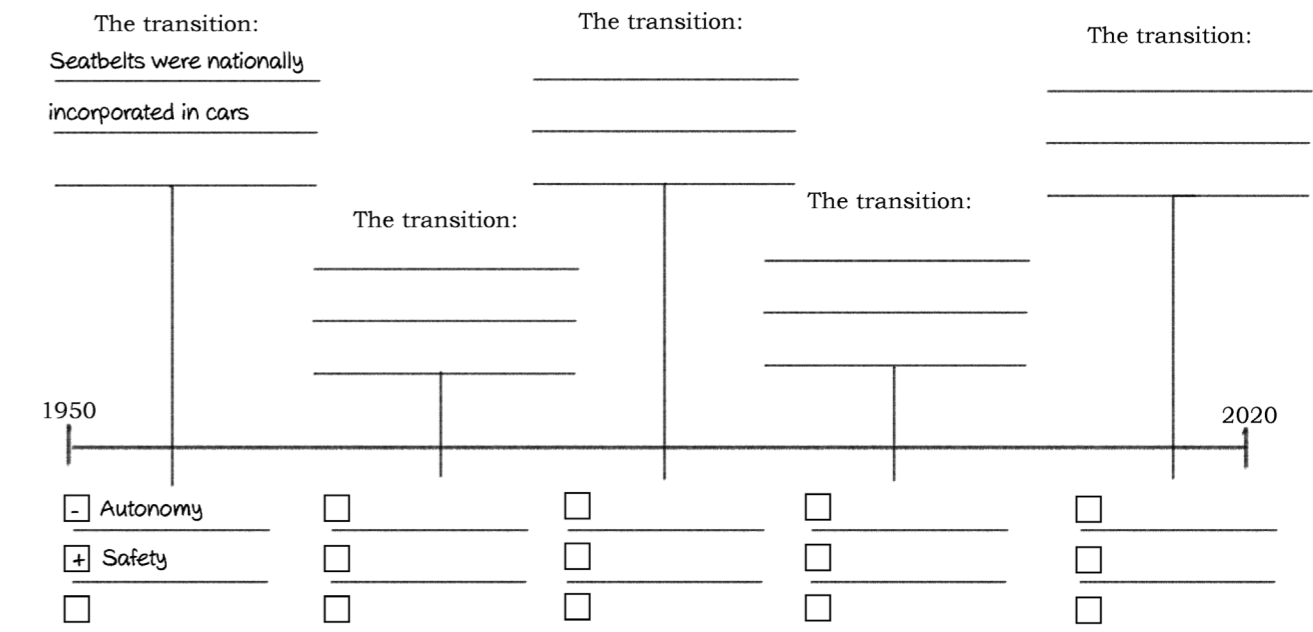 The transition:
Seatbelts were nationally
incorporated in cars
The transition:
The transition:
The transition:
The transition:
1950
2020
- Autonomy
+ Safety